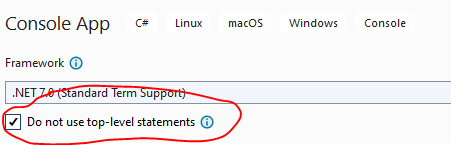 Console App C# Linux macOS Windows Console
Framework
.NET 7.0 (Standard Term Support)
Do not use top-level statements